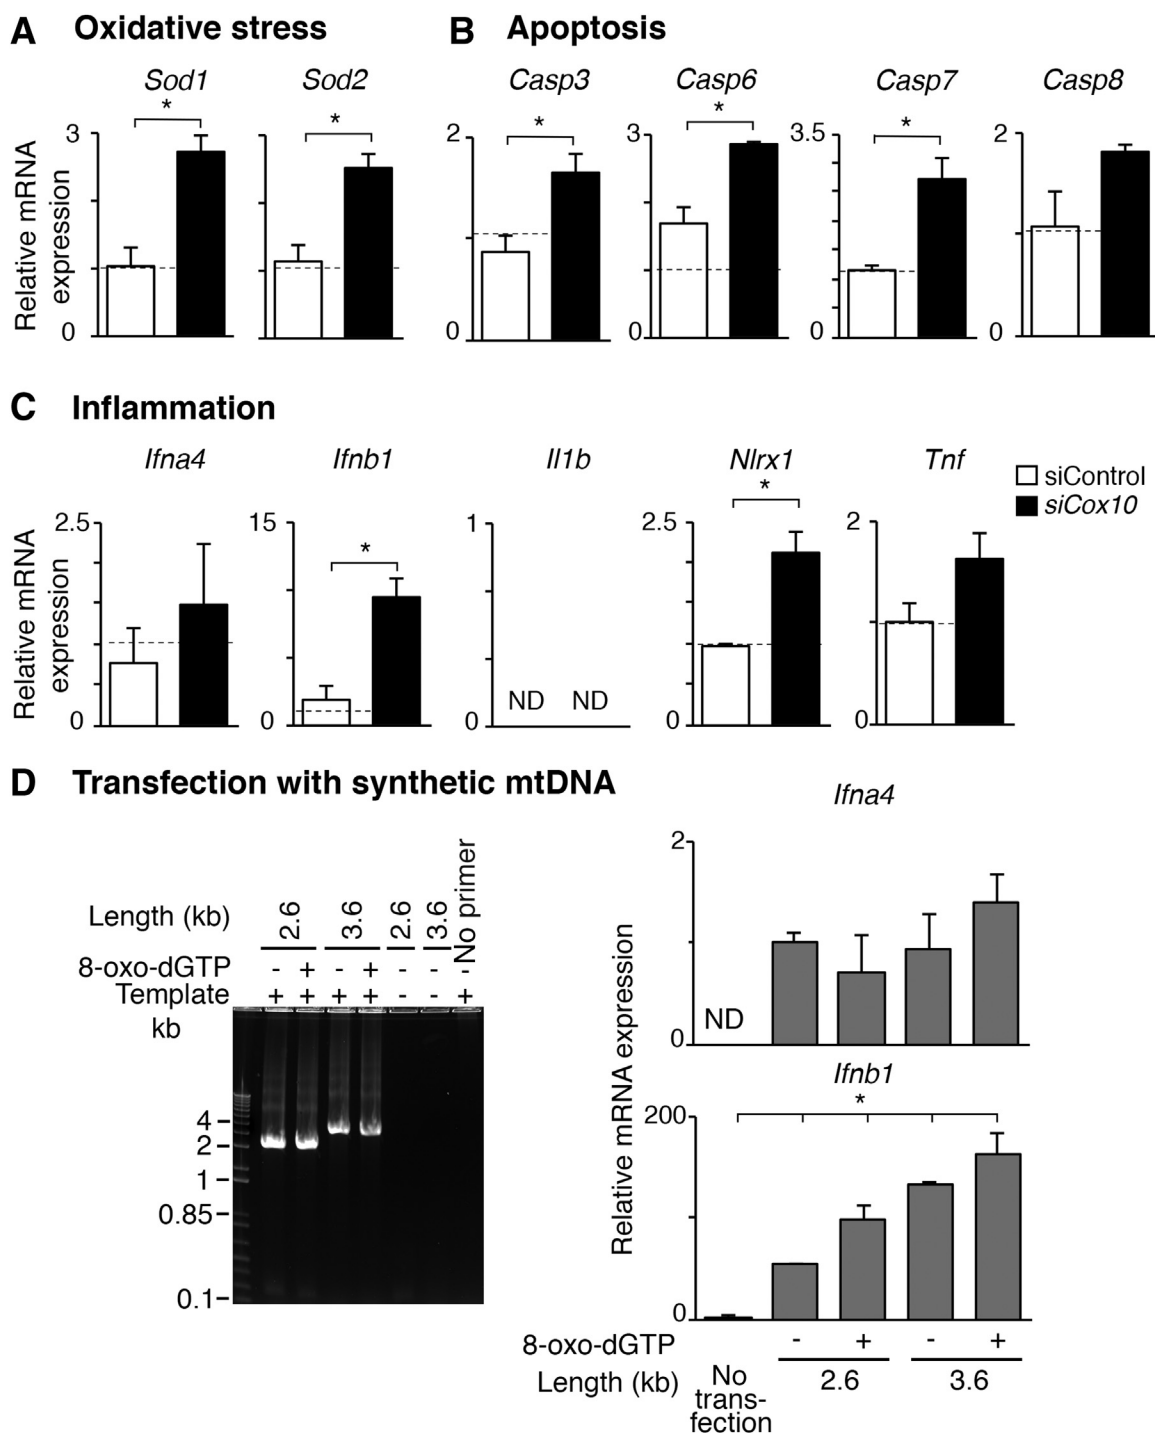 A Oxidative stress
B Apoptosis
Sod1
Sod2
Casp3
Casp6
Casp7
Casp8
*
*
*
*
*
Relative mRNA
expression
3
0
2
0
3
0
3.5
0
2
0
C Inflammation
Ifna4
Ifnb1
Il1b
Nlrx1
Tnf
siControl
siCox10
*
*
Relative mRNA
expression
2.5
0
15
0
1
0
ND ND
2.5
0
2
0
D Transfection with synthetic mtDNA
Length (kb) 2.6 3.6 2.6 3.6 No primer
8-oxo-dGTP - + - + - - -
Template + + + + - - +
kb
4
2
1
0.85
0.1
Ifna4
Relative mRNA expression
2
0
ND
Ifnb1
*
200
0
8-oxo-dGTP - + - +
Length (kb) No
trans-
fection
2.6 3.6